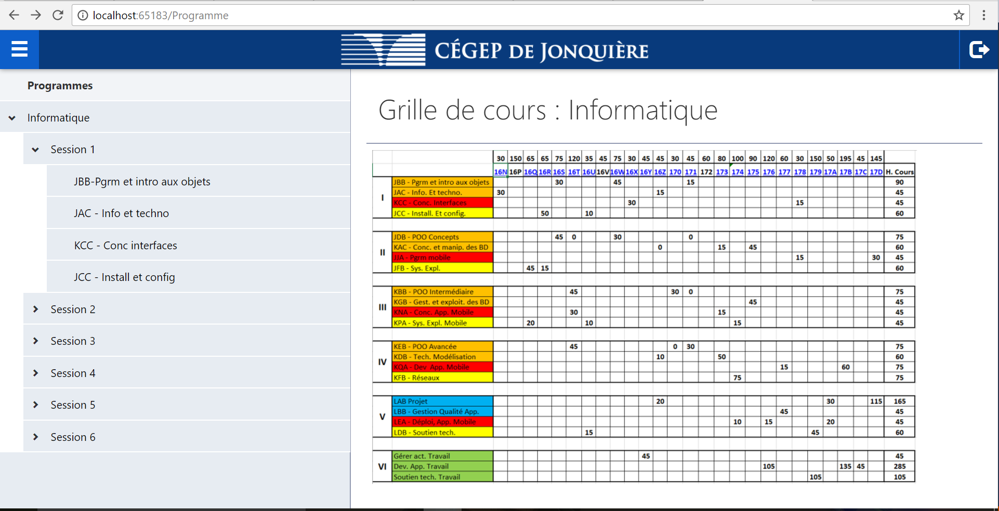 localhost:65183/Programme
CÉGEP DE JONQUIÈRE
Programmes
Informatique
Session 1
JBB-Pgrm et intro aux objets
JAC - Info et techno
KCC - Conc interfaces
JCC - Install et config
Session 2
Session 3
Session 4
Session 5
Session 6
Grille de cours : Informatique
30 150 65 65 75 120 35 45 75 30 45 45 30 45 60 80 100 90 120 60 30 150 50 195 45 145
16N 16P 16Q 16R 16S 16T 16U 16V 16W 16X 16Y 16Z 170 171 172 173 174 175 176 177 178 179 17A 17B 17C 17D H. Cours
I
JBB - Pgrm et intro aux objets 30 45 15 90
JAC - Info. Et techno. 30 15 45
KCC - Conc. Interfaces 30 15 45
JCC - Install. Et config. 50 10 60
II
JDB - POO Concepts 45 0 30 0 75
KAC - Conc. et manip. des BD 0 15 45 60
JJA - Pgrm mobile 15 30 45
JFB - Sys. Expl. 45 15 60
III
KBB - POO Intermédiaire 45 30 0 75
KGB - Gest. et exploit. des BD 45 45
KNA - Conc. App. Mobile 30 15 45
KPA - Sys. Expl. Mobile 20 10 15 45
IV
KEB - POO Avancée 45 0 30 75
KDB - Tech. Modélisation 10 50 60
KQA - Dev App. Mobile 15 60 75
KFB - Réseaux 75 75
V
LAB Projet 20 30 115 165
LBB - Gestion Qualité App. 45 45
LEA - Déploi, App. Mobile 10 15 20 45
LDB - Soutien tech. 15 45 60
VI
Gérer act. Travail 45 45
Dev. App. Travail 105 135 45 285
Soutien tech. Travail 105 105